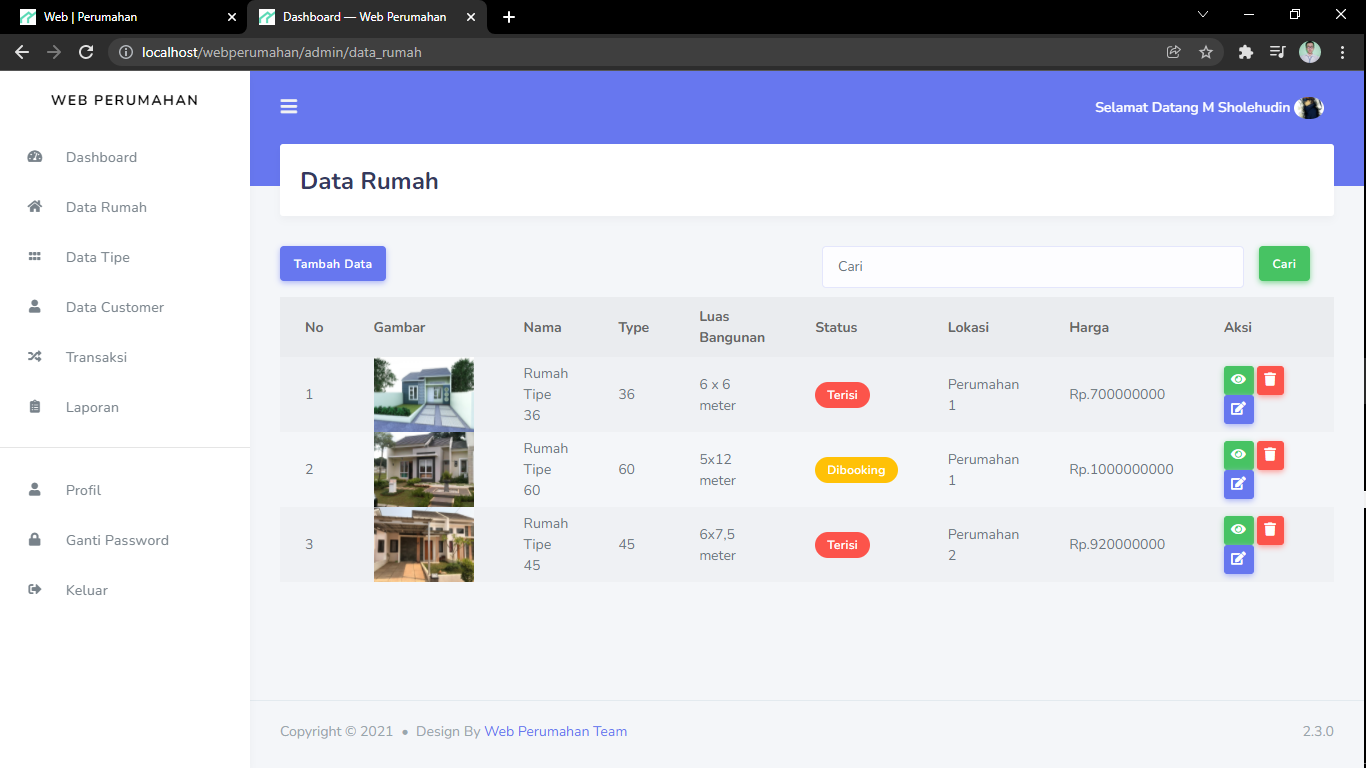 Web | Perumahan
Dashboard — Web Perumahan
localhost/webperumahan/admin/data_rumah
WEB PERUMAHAN
Selamat Datang M Sholehudin
Dashboard
Data Rumah
Data Tipe
Data Customer
Transaksi
Laporan
Profil
Ganti Password
Keluar
Data Rumah
Tambah Data
Cari
Cari
No Gambar Nama Type Luas Bangunan Status Lokasi Harga Aksi
1 Rumah Tipe 36 36 6 x 6 meter Terisi Perumahan 1 Rp.700000000
2 Rumah Tipe 60 60 5x12 meter Dibooking Perumahan 1 Rp.1000000000
3 Rumah Tipe 45 45 6x7,5 meter Terisi Perumahan 2 Rp.920000000
Copyright © 2021 • Design By Web Perumahan Team
2.3.0